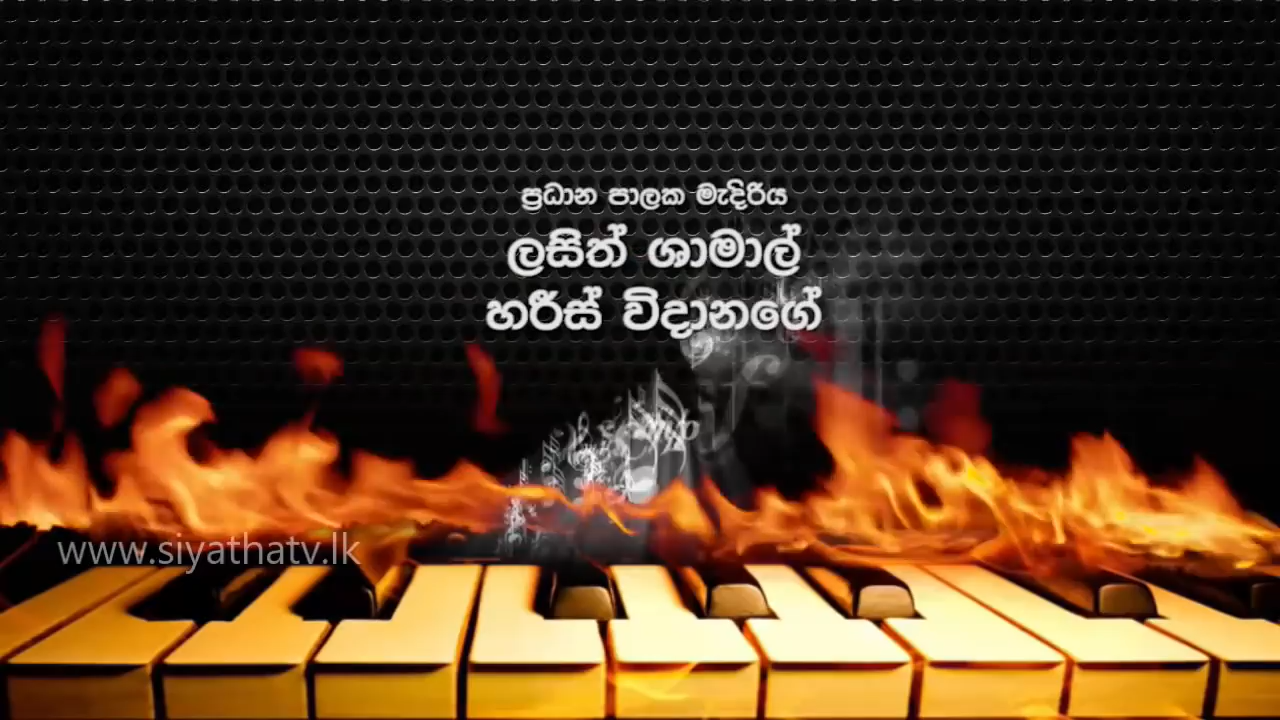 ප්‍රධාන පාලක මැදිරිය
ලසිත් ශාමාල්
හරීස් විදානගේ
www.siyathatv.lk